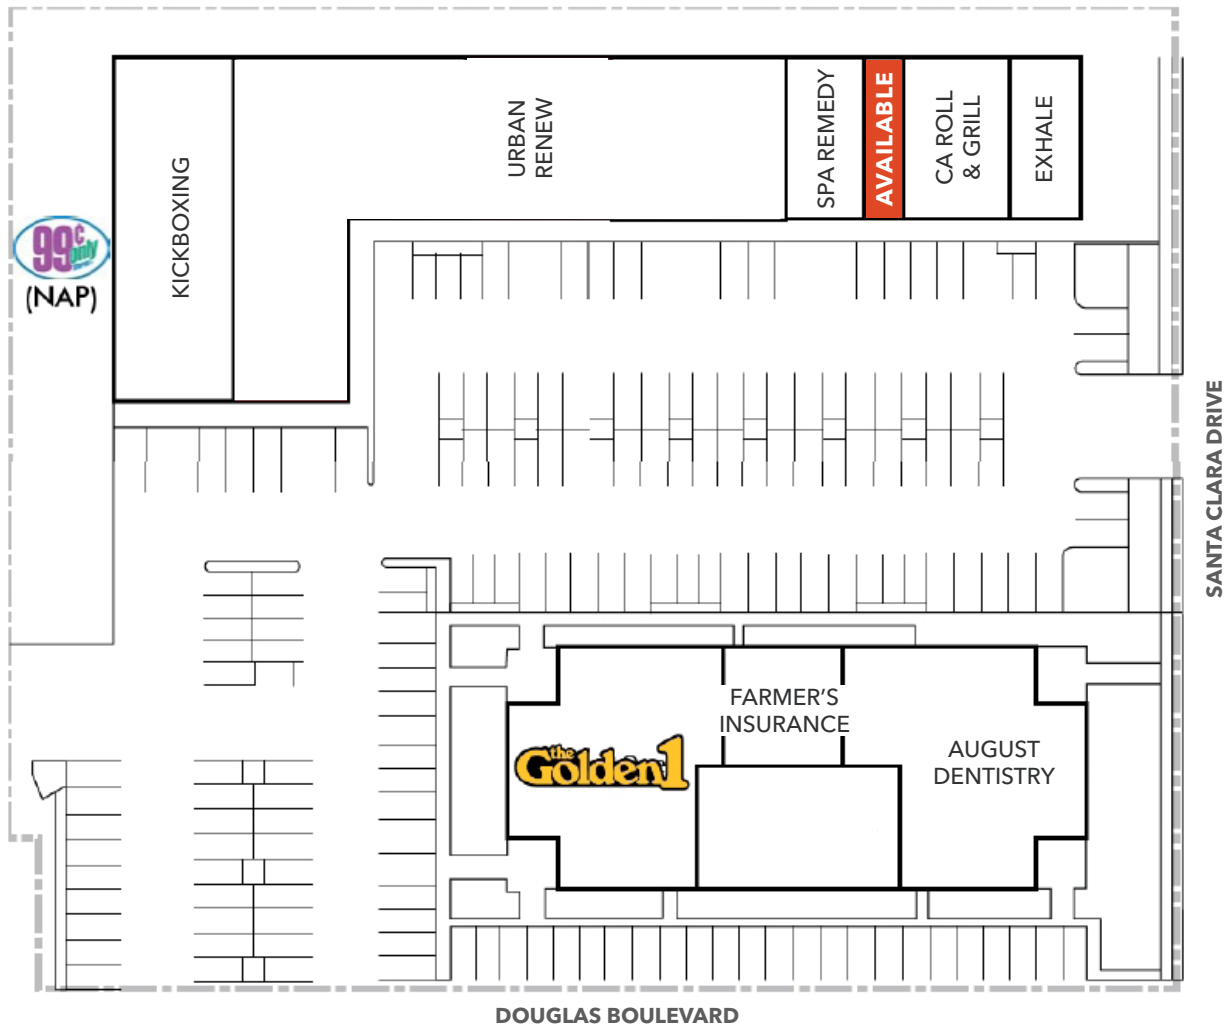 KICKBOXING
URBAN
RENEW
SPA REMEDY
AVAILABLE
CA ROLL
& GRILL
EXHALE
99¢
only
(NAP)
SANTA CLARA DRIVE
FARMER'S
INSURANCE
the
Golden1
AUGUST
DENTISTRY
DOUGLAS BOULEVARD